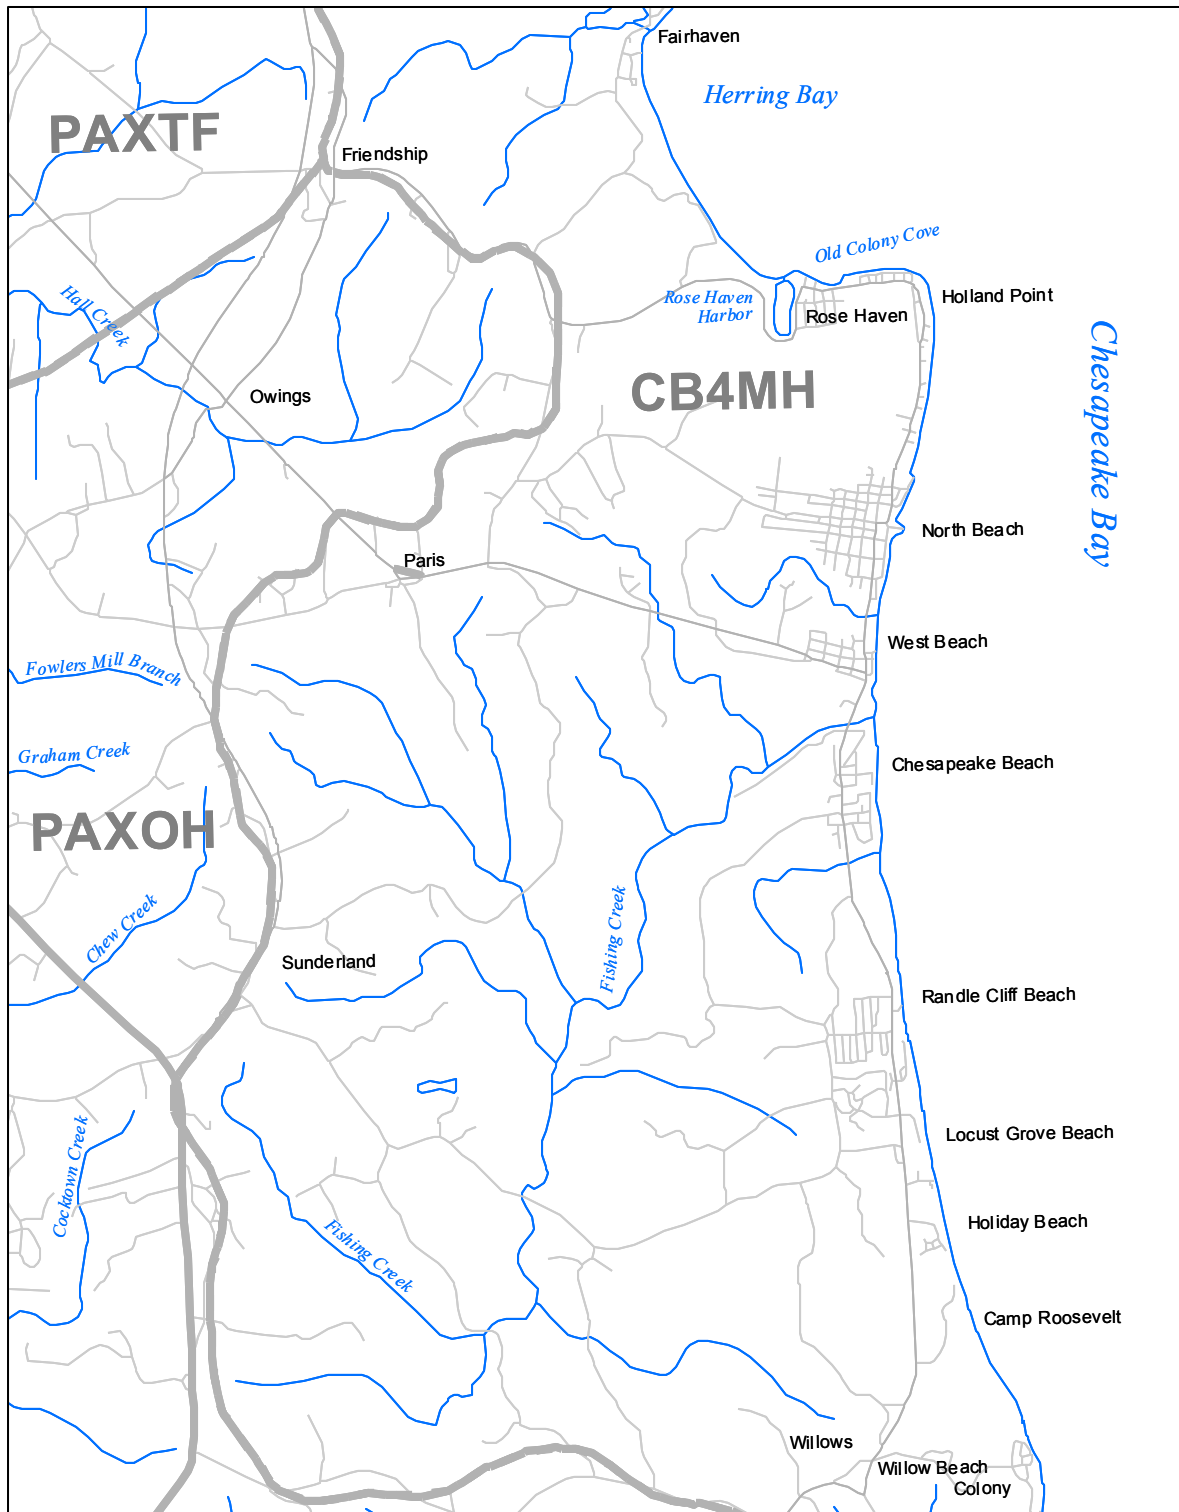 Fairhaven
Herring Bay
PAXTF
Friendship
Old Colony Cove
Hall Creek
Rose Haven
Harbor
Holland Point
Rose Haven
Chesapeake Bay
CB4MH
Owings
North Beach
Paris
West Beach
Fowlers Mill Branch
Graham Creek
Chesapeake Beach
PAXOH
Chew Creek
Fishing Creek
Sunderland
Randle Cliff Beach
Locust Grove Beach
Cocktown Creek
Holiday Beach
Fishing Creek
Camp Roosevelt
Willows
Willow Beach
Colony